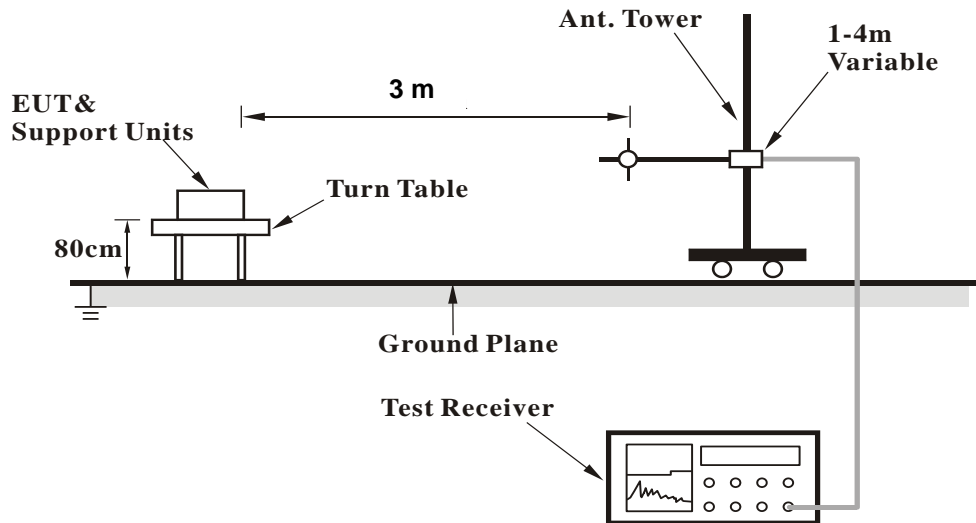 Ant. Tower
1-4m
Variable
3 m
EUT&
Support Units
Turn Table
80cm
Ground Plane
Test Receiver